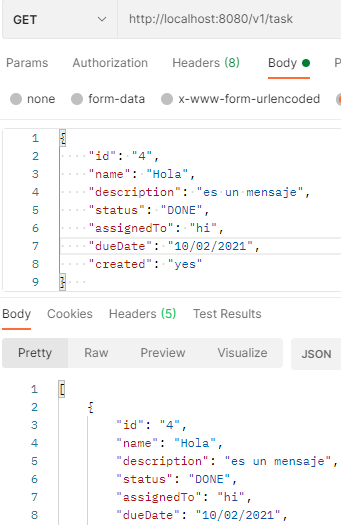 GET http://localhost:8080/v1/task
Params Authorization Headers (8) Body
none form-data x-www-form-urlencoded
1 {
2 "id": "4",
3 "name": "Hola",
4 "description": "es un mensaje",
5 "status": "DONE",
6 "assignedTo": "hi",
7 "dueDate": "10/02/2021",
8 "created": "yes"
9 }
Body Cookies Headers (5) Test Results
Pretty Raw Preview Visualize JSON
1 [
2 {
3 "id": "4",
4 "name": "Hola",
5 "description": "es un mensaje",
6 "status": "DONE",
7 "assignedTo": "hi",
8 "dueDate": "10/02/2021",